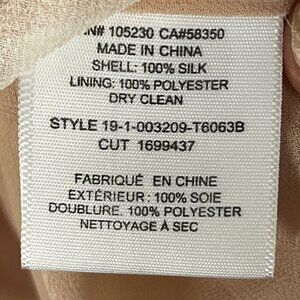 RN# 105230 CA#58350
MADE IN CHINA
SHELL: 100% SILK
LINING: 100% POLYESTER
DRY CLEAN
STYLE 19-1-003209-T6063B
CUT 1699437
FABRIQUÉ EN CHINE
EXTÉRIEUR: 100% SOIE
DOUBLURE. 100% POLYESTER
NETTOYAGE À SEC